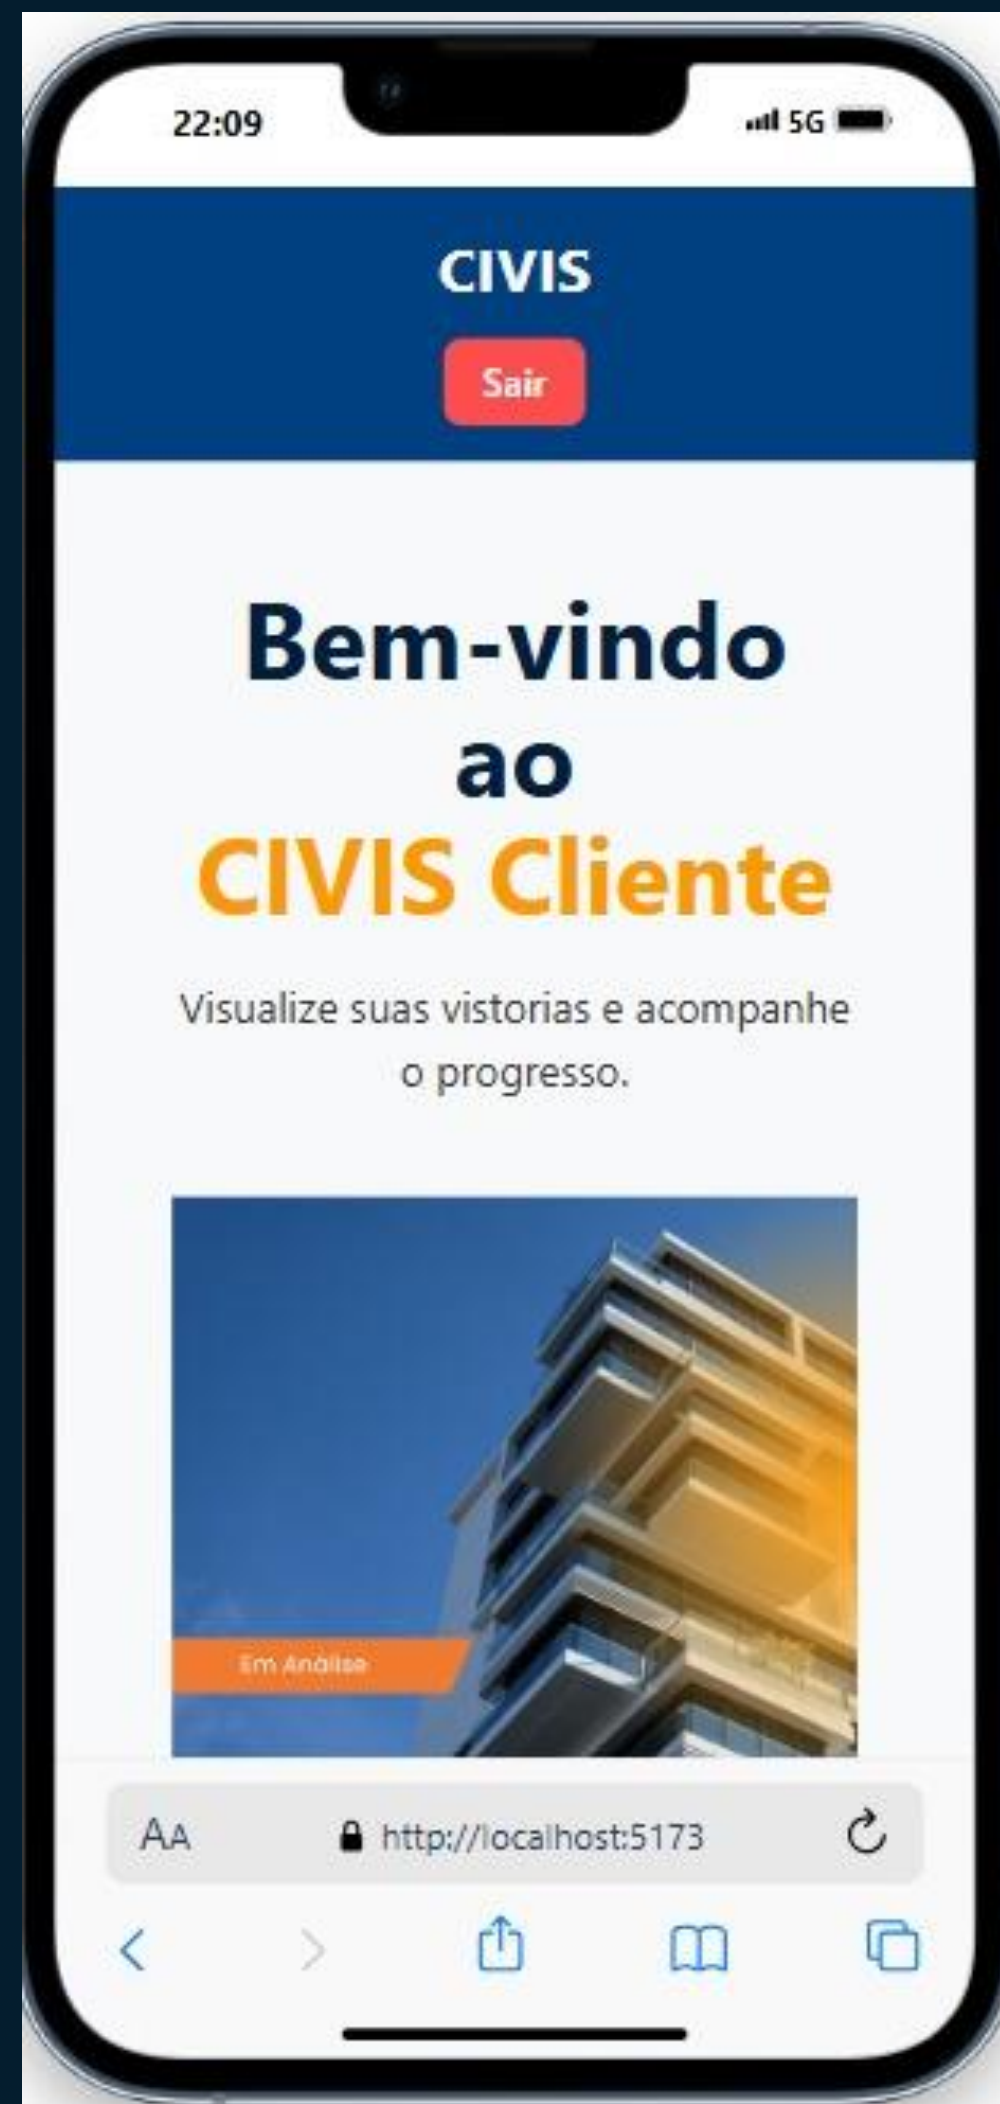 22:09
5G
CIVIS
Sair
Bem-vindo
ao
CIVIS Cliente
Visualize suas vistorias e acompanhe
o progresso.
Em Análise
AA
http://localhost:5173